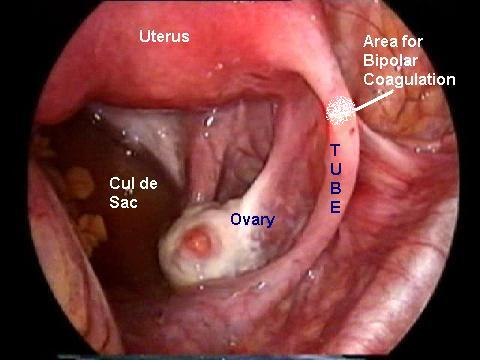 Uterus
Area for
Bipolar
Coagulation
T
U
B
E
Cul de
Sac
Ovary